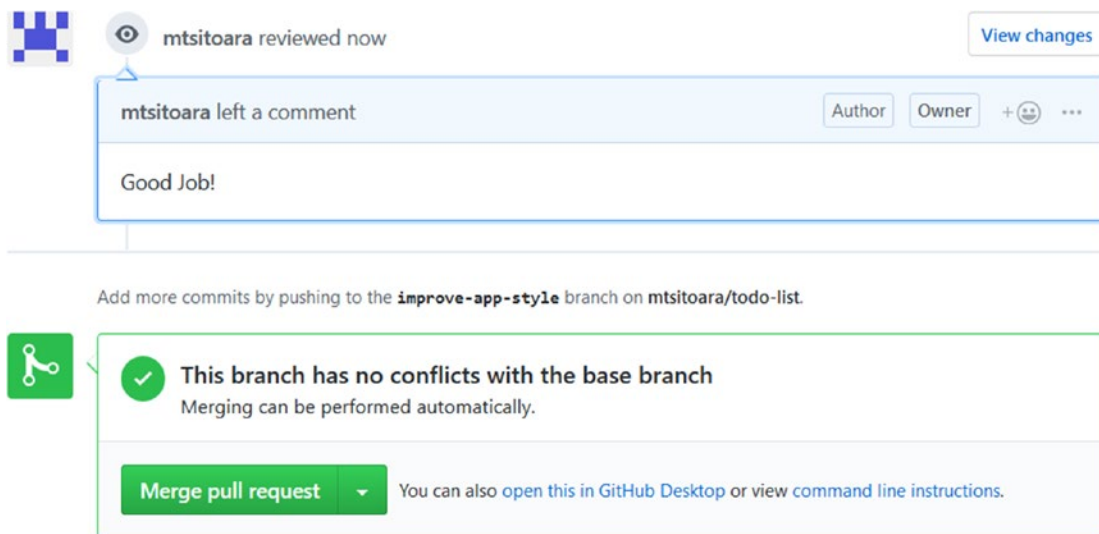 mtsitoara reviewed now
View changes
mtsitoara left a comment
Author Owner
Good Job!
Add more commits by pushing to the improve-app-style branch on mtsitoara/todo-list.
This branch has no conflicts with the base branch
Merging can be performed automatically.
Merge pull request
You can also open this in GitHub Desktop or view command line instructions.